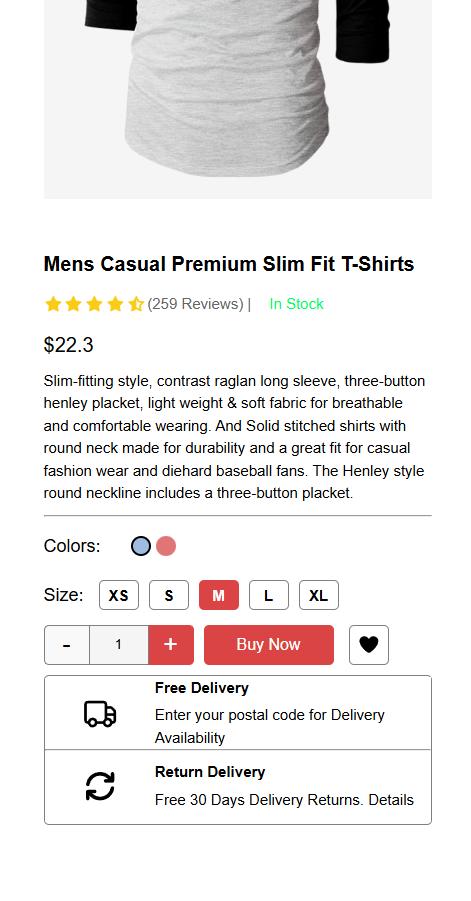 Mens Casual Premium Slim Fit T-Shirts
(259 Reviews) | In Stock
$22.3
Slim-fitting style, contrast raglan long sleeve, three-button
henley placket, light weight & soft fabric for breathable
and comfortable wearing. And Solid stitched shirts with
round neck made for durability and a great fit for casual
fashion wear and diehard baseball fans. The Henley style
round neckline includes a three-button placket.
Colors:
Size: XS S M L XL
- 1 + Buy Now
Free Delivery
Enter your postal code for Delivery
Availability
Return Delivery
Free 30 Days Delivery Returns. Details